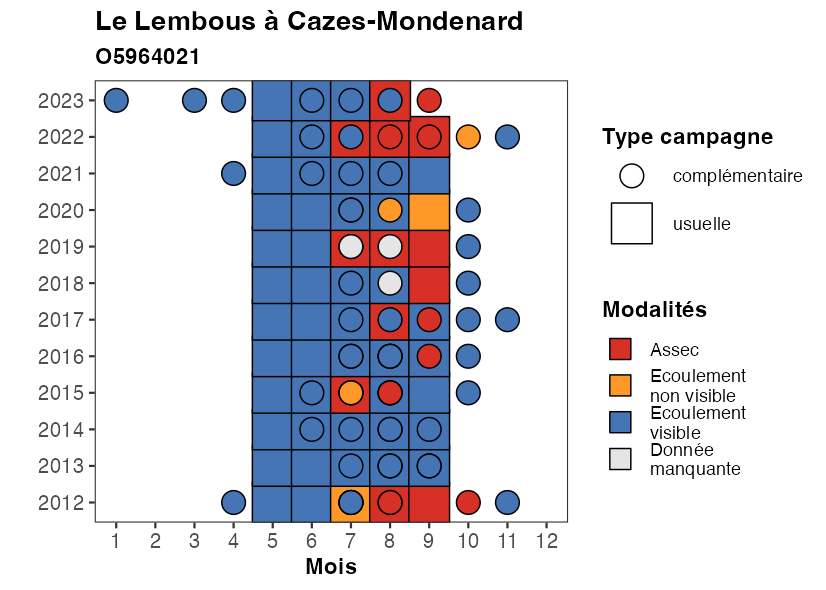 Le Lembous à Cazes-Mondenard
O5964021
2023
2022
2021
2020
2019
2018
2017
2016
2015
2014
2013
2012
1 2 3 4 5 6 7 8 9 10 11 12
Mois
Type campagne
complémentaire
usuelle
Modalités
Assec
Ecoulement
non visible
Ecoulement
visible
Donnée
manquante